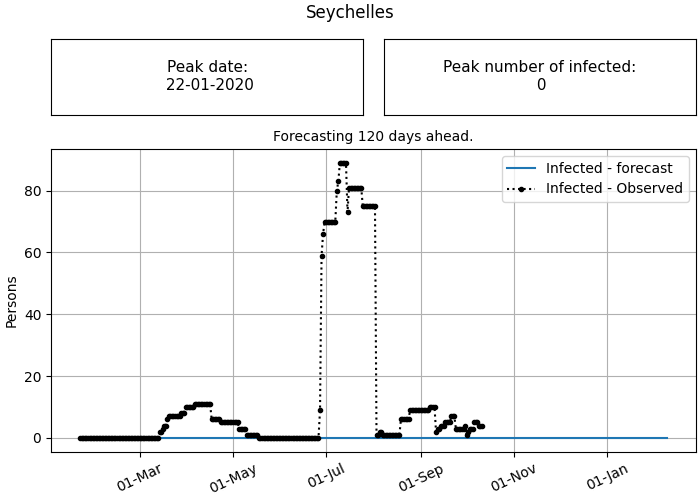 Seychelles
Peak date:
22-01-2020
Peak number of infected:
0
Forecasting 120 days ahead.
Infected - forecast
Infected - Observed
Persons
80
60
40
20
0
01-Mar
01-May
01-Jul
01-Sep
01-Nov
01-Jan